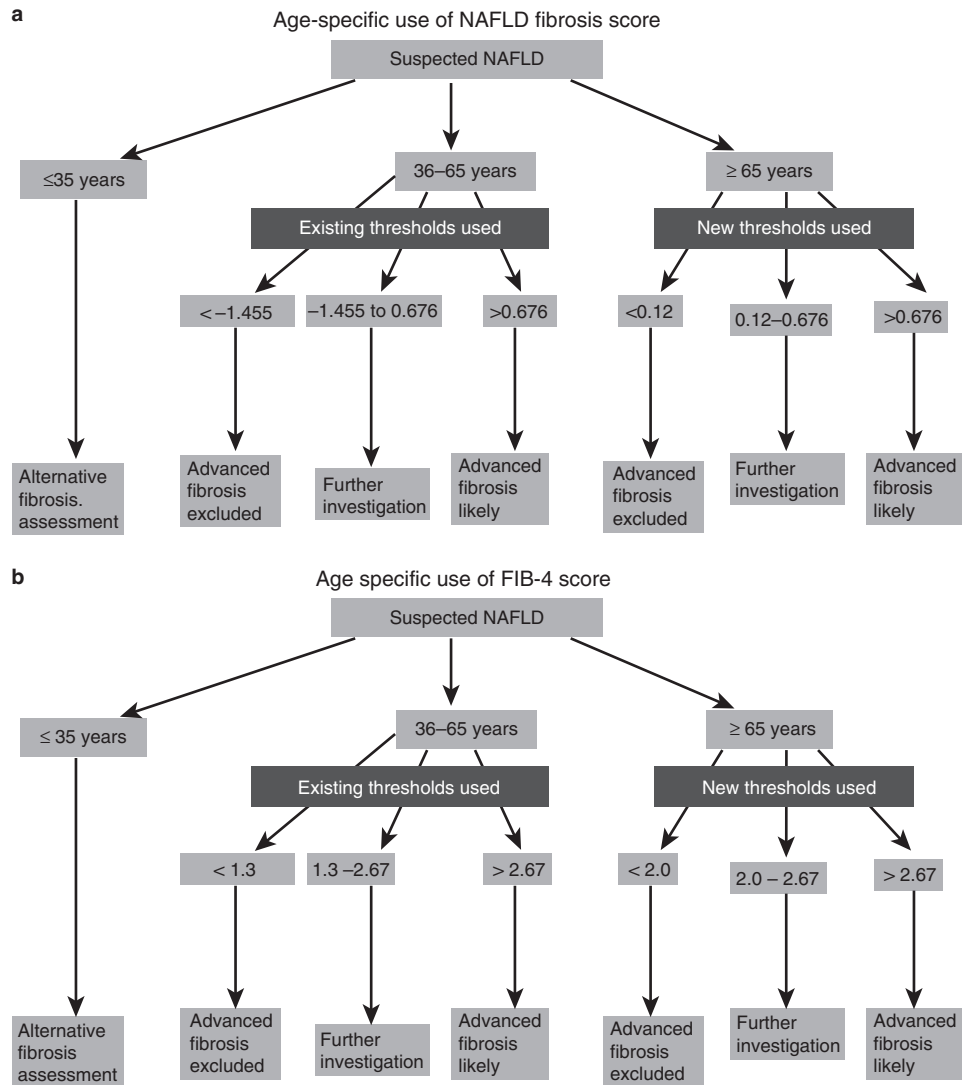 a
Age-specific use of NAFLD fibrosis score
Suspected NAFLD
≤35 years
36–65 years
≥ 65 years
Existing thresholds used
New thresholds used
< –1.455
–1.455 to 0.676
>0.676
<0.12
0.12–0.676
>0.676
Alternative
fibrosis.
assessment
Advanced
fibrosis
excluded
Further
investigation
Advanced
fibrosis
likely
Advanced
fibrosis
excluded
Further
investigation
Advanced
fibrosis
likely
b
Age specific use of FIB-4 score
Suspected NAFLD
≤ 35 years
36–65 years
≥ 65 years
Existing thresholds used
New thresholds used
< 1.3
1.3 –2.67
> 2.67
< 2.0
2.0 – 2.67
> 2.67
Alternative
fibrosis
assessment
Advanced
fibrosis
excluded
Further
investigation
Advanced
fibrosis
likely
Advanced
fibrosis
excluded
Further
investigation
Advanced
fibrosis
likely